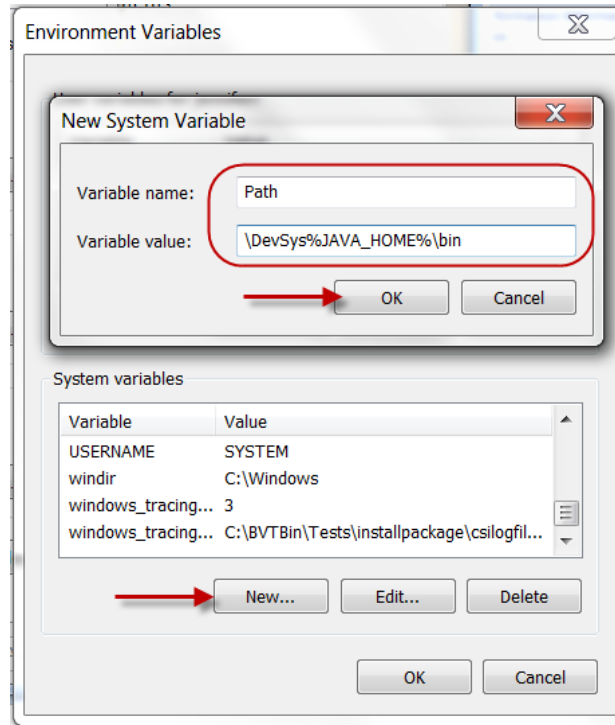 Environment Variables
New System Variable
Variable name: Path
Variable value: \DevSys%JAVA_HOME%\bin
OK Cancel
System variables
Variable Value
USERNAME SYSTEM
windir C:\Windows
windows_tracing... 3
windows_tracing... C:\BVTBin\Tests\installpackage\csilogfil...
New... Edit... Delete
OK Cancel